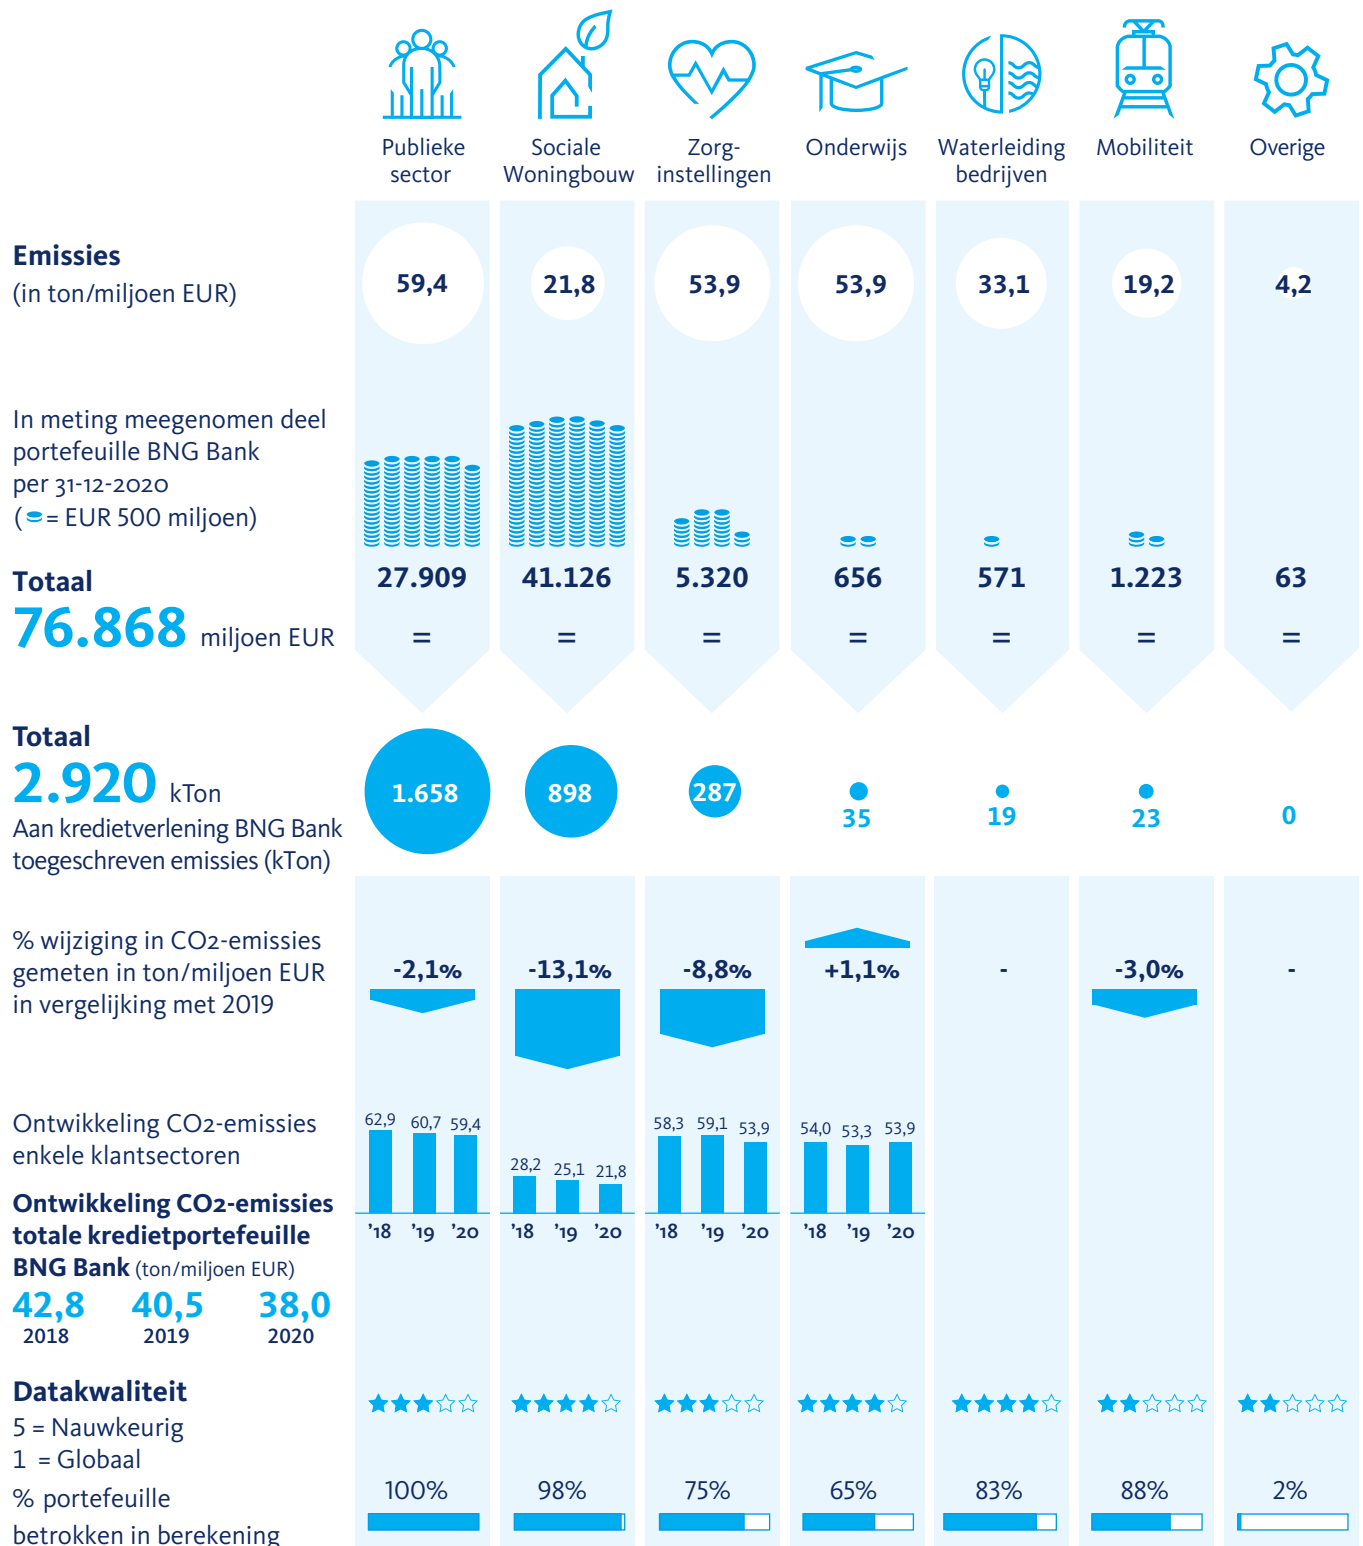 Publieke
sector
Sociale
Woningbouw
Zorg-
instellingen
Onderwijs
Waterleiding
bedrijven
Mobiliteit
Overige
Emissies
(in ton/miljoen EUR)
59,4
21,8
53,9
53,9
33,1
19,2
4,2
In meting meegenomen deel
portefeuille BNG Bank
per 31-12-2020
(= EUR 500 miljoen)
Totaal
76.868 miljoen EUR
27.909
41.126
5.320
656
571
1.223
63
=
=
=
=
=
=
=
Totaal
2.920 kTon
Aan kredietverlening BNG Bank
toegeschreven emissies (kTon)
1.658
898
287
35
19
23
0
% wijziging in CO2-emissies
gemeten in ton/miljoen EUR
in vergelijking met 2019
-2,1%
-13,1%
-8,8%
+1,1%
-
-3,0%
-
Ontwikkeling CO2-emissies
enkele klantsectoren
62,9 60,7 59,4
’18 ’19 ’20
28,2 25,1 21,8
’18 ’19 ’20
58,3 59,1 53,9
’18 ’19 ’20
54,0 53,3 53,9
’18 ’19 ’20
Ontwikkeling CO2-emissies
totale kredietportefeuille
BNG Bank (ton/miljoen EUR)
42,8 40,5 38,0
2018 2019 2020
Datakwaliteit
5 = Nauwkeurig
1 = Globaal
% portefeuille
betrokken in berekening
100%
98%
75%
65%
83%
88%
2%